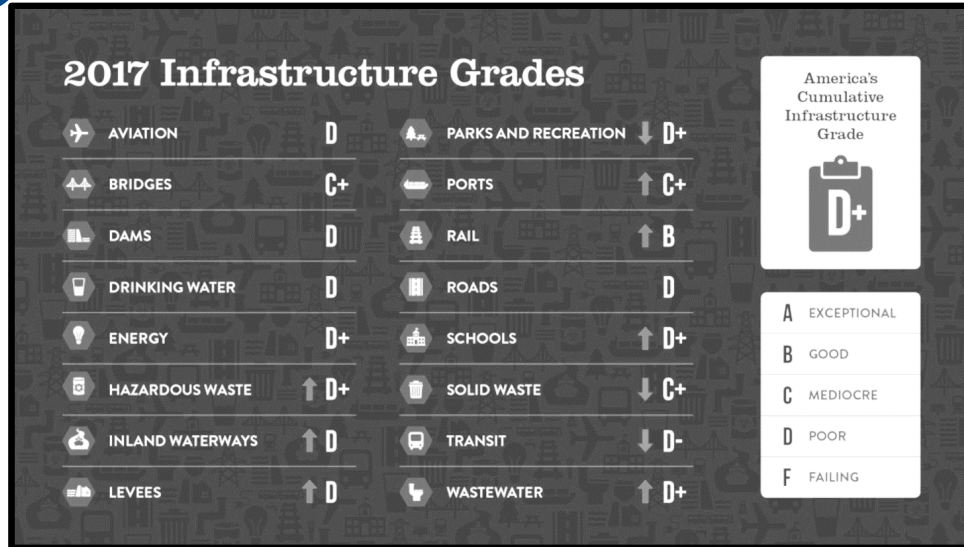 2017 Infrastructure Grades
AVIATION D
BRIDGES C+
DAMS D
DRINKING WATER D
ENERGY D+
HAZARDOUS WASTE D+
INLAND WATERWAYS D
LEVEES D
PARKS AND RECREATION D+
PORTS C+
RAIL B
ROADS D
SCHOOLS D+
SOLID WASTE C+
TRANSIT D-
WASTEWATER D+
America's
Cumulative
Infrastructure
Grade
D+
A EXCEPTIONAL
B GOOD
C MEDIOCRE
D POOR
F FAILING